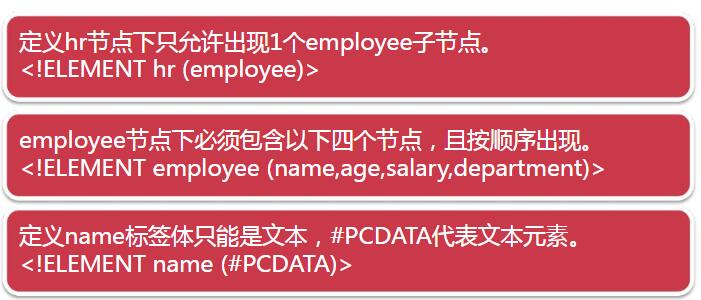 定义hr节点下只允许出现1个employee子节点。
<!ELEMENT hr (employee)>
employee节点下必须包含以下四个节点，且按顺序出现。
<!ELEMENT employee (name,age,salary,department)>
定义name标签体只能是文本，#PCDATA代表文本元素。
<!ELEMENT name (#PCDATA)>